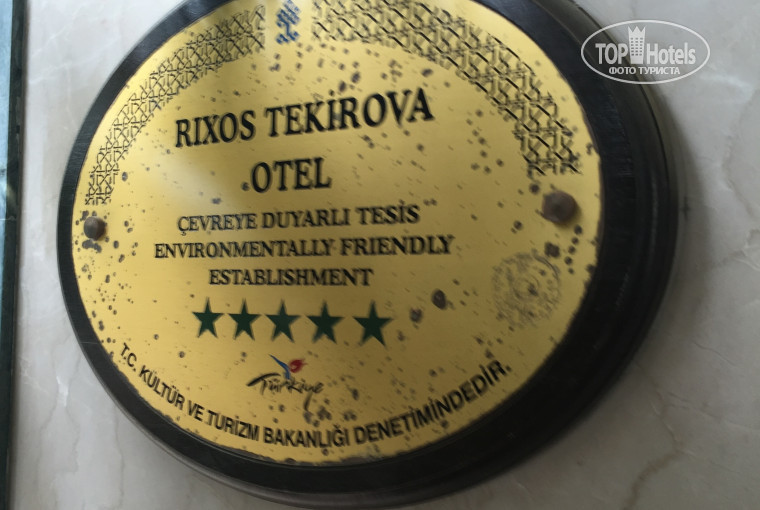 TOP Hotels
ФОТО ТУРИСТА
RIXOS TEKIROVA
OTEL
ÇEVREYE DUYARLI TESİS
ENVIRONMENTALLY FRIENDLY
ESTABLISHMENT
Türkiye
T.C. KÜLTÜR VE TURİZM BAKANLIĞI DENETİMİNDEDİR.